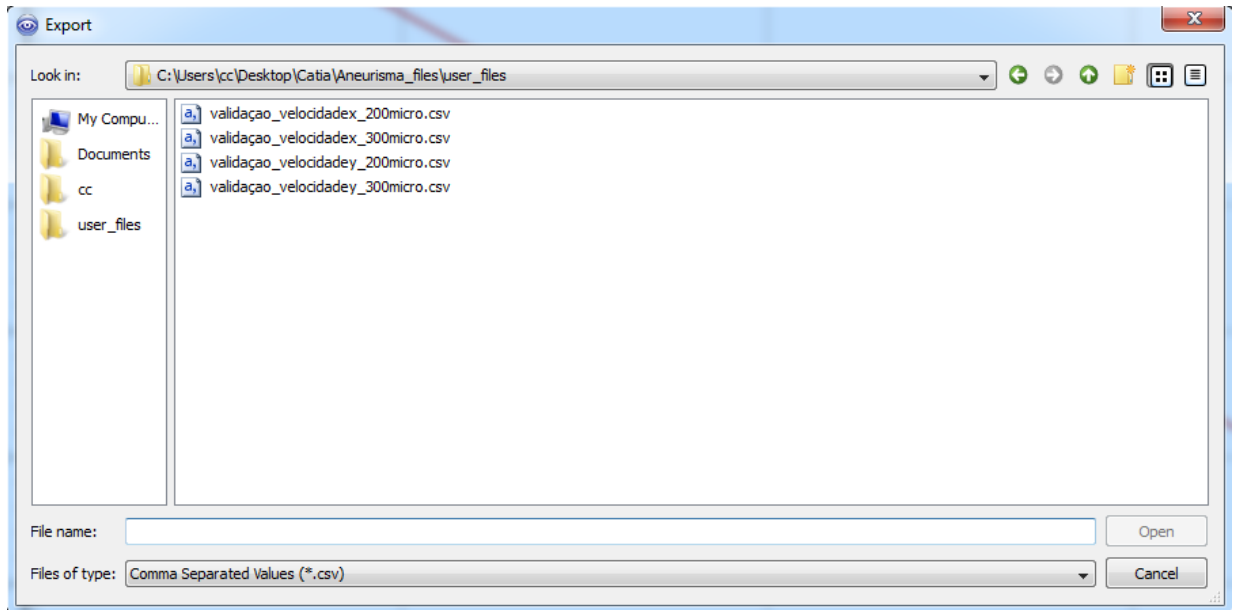 Export
Look in:
C:\Users\cc\Desktop\Catia\Aneurisma_files\user_files
My Compu...
Documents
cc
user_files
validaçao_velocidadex_200micro.csv
validaçao_velocidadex_300micro.csv
validaçao_velocidadey_200micro.csv
validaçao_velocidadey_300micro.csv
File name:
Open
Files of type: Comma Separated Values (*.csv)
Cancel